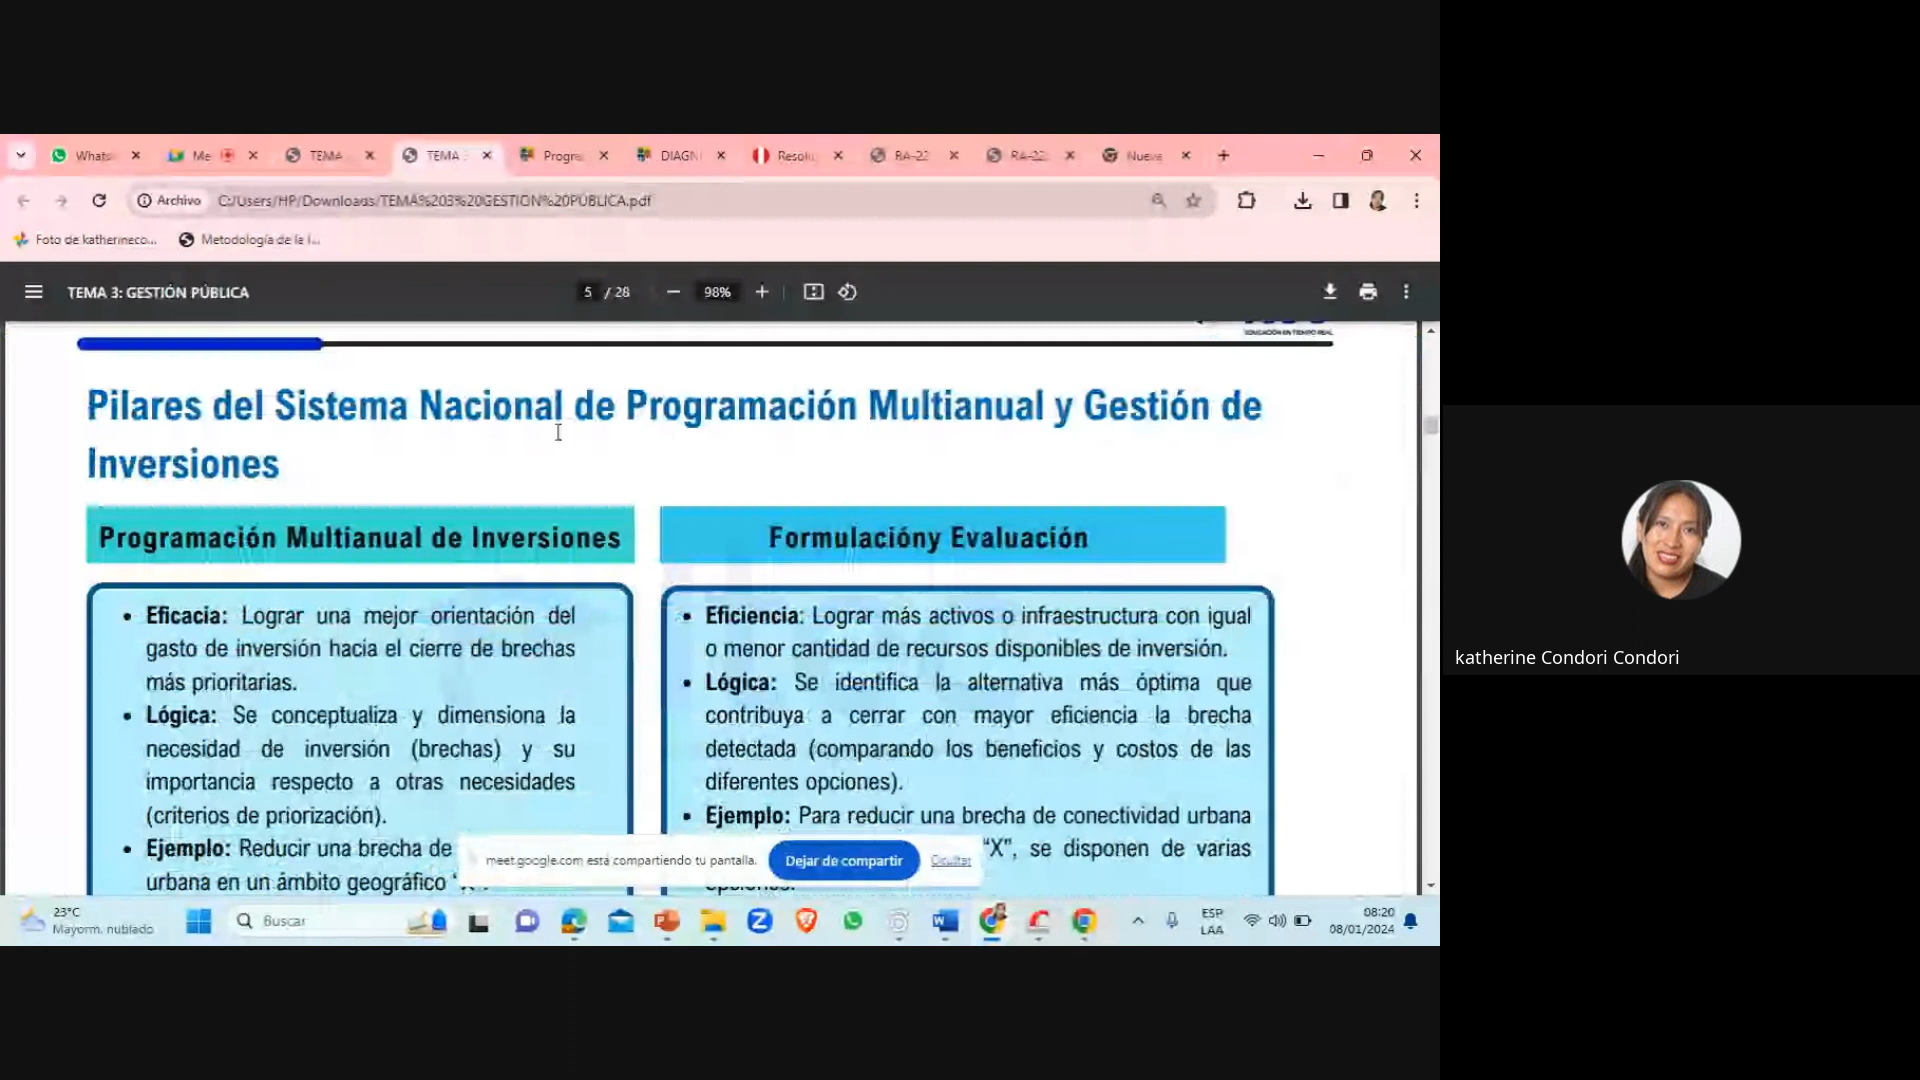 Whats
Me
TEMA
TEMA
Progra
DIAGN
Resolu
RA-22
RA-22
Nueva
Archivo C:/Users/HP/Downloads/TEMA%203%20GESTION%20PÚBLICA.pdf
Foto de katherineco... Metodología de la I...
TEMA 3: GESTIÓN PÚBLICA 5 / 28 98%
EDUCACIÓN EN TIEMPO REAL
Pilares del Sistema Nacional de Programación Multianual y Gestión de
Inversiones
Programación Multianual de Inversiones
• Eficacia: Lograr una mejor orientación del
gasto de inversión hacia el cierre de brechas
más prioritarias.
• Lógica: Se conceptualiza y dimensiona la
necesidad de inversión (brechas) y su
importancia respecto a otras necesidades
(criterios de priorización).
• Ejemplo: Reducir una brecha de
urbana en un ámbito geográfico
Formulacióny Evaluación
• Eficiencia: Lograr más activos o infraestructura con igual
o menor cantidad de recursos disponibles de inversión.
• Lógica: Se identifica la alternativa más óptima que
contribuya a cerrar con mayor eficiencia la brecha
detectada (comparando los beneficios y costos de las
diferentes opciones).
• Ejemplo: Para reducir una brecha de conectividad urbana
“X”, se disponen de varias
meet.google.com está compartiendo tu pantalla. Dejar de compartir Ocultar
katherine Condori Condori
23°C
Mayorm. nublado
Buscar
ESP
LAA
08:20
08/01/2024